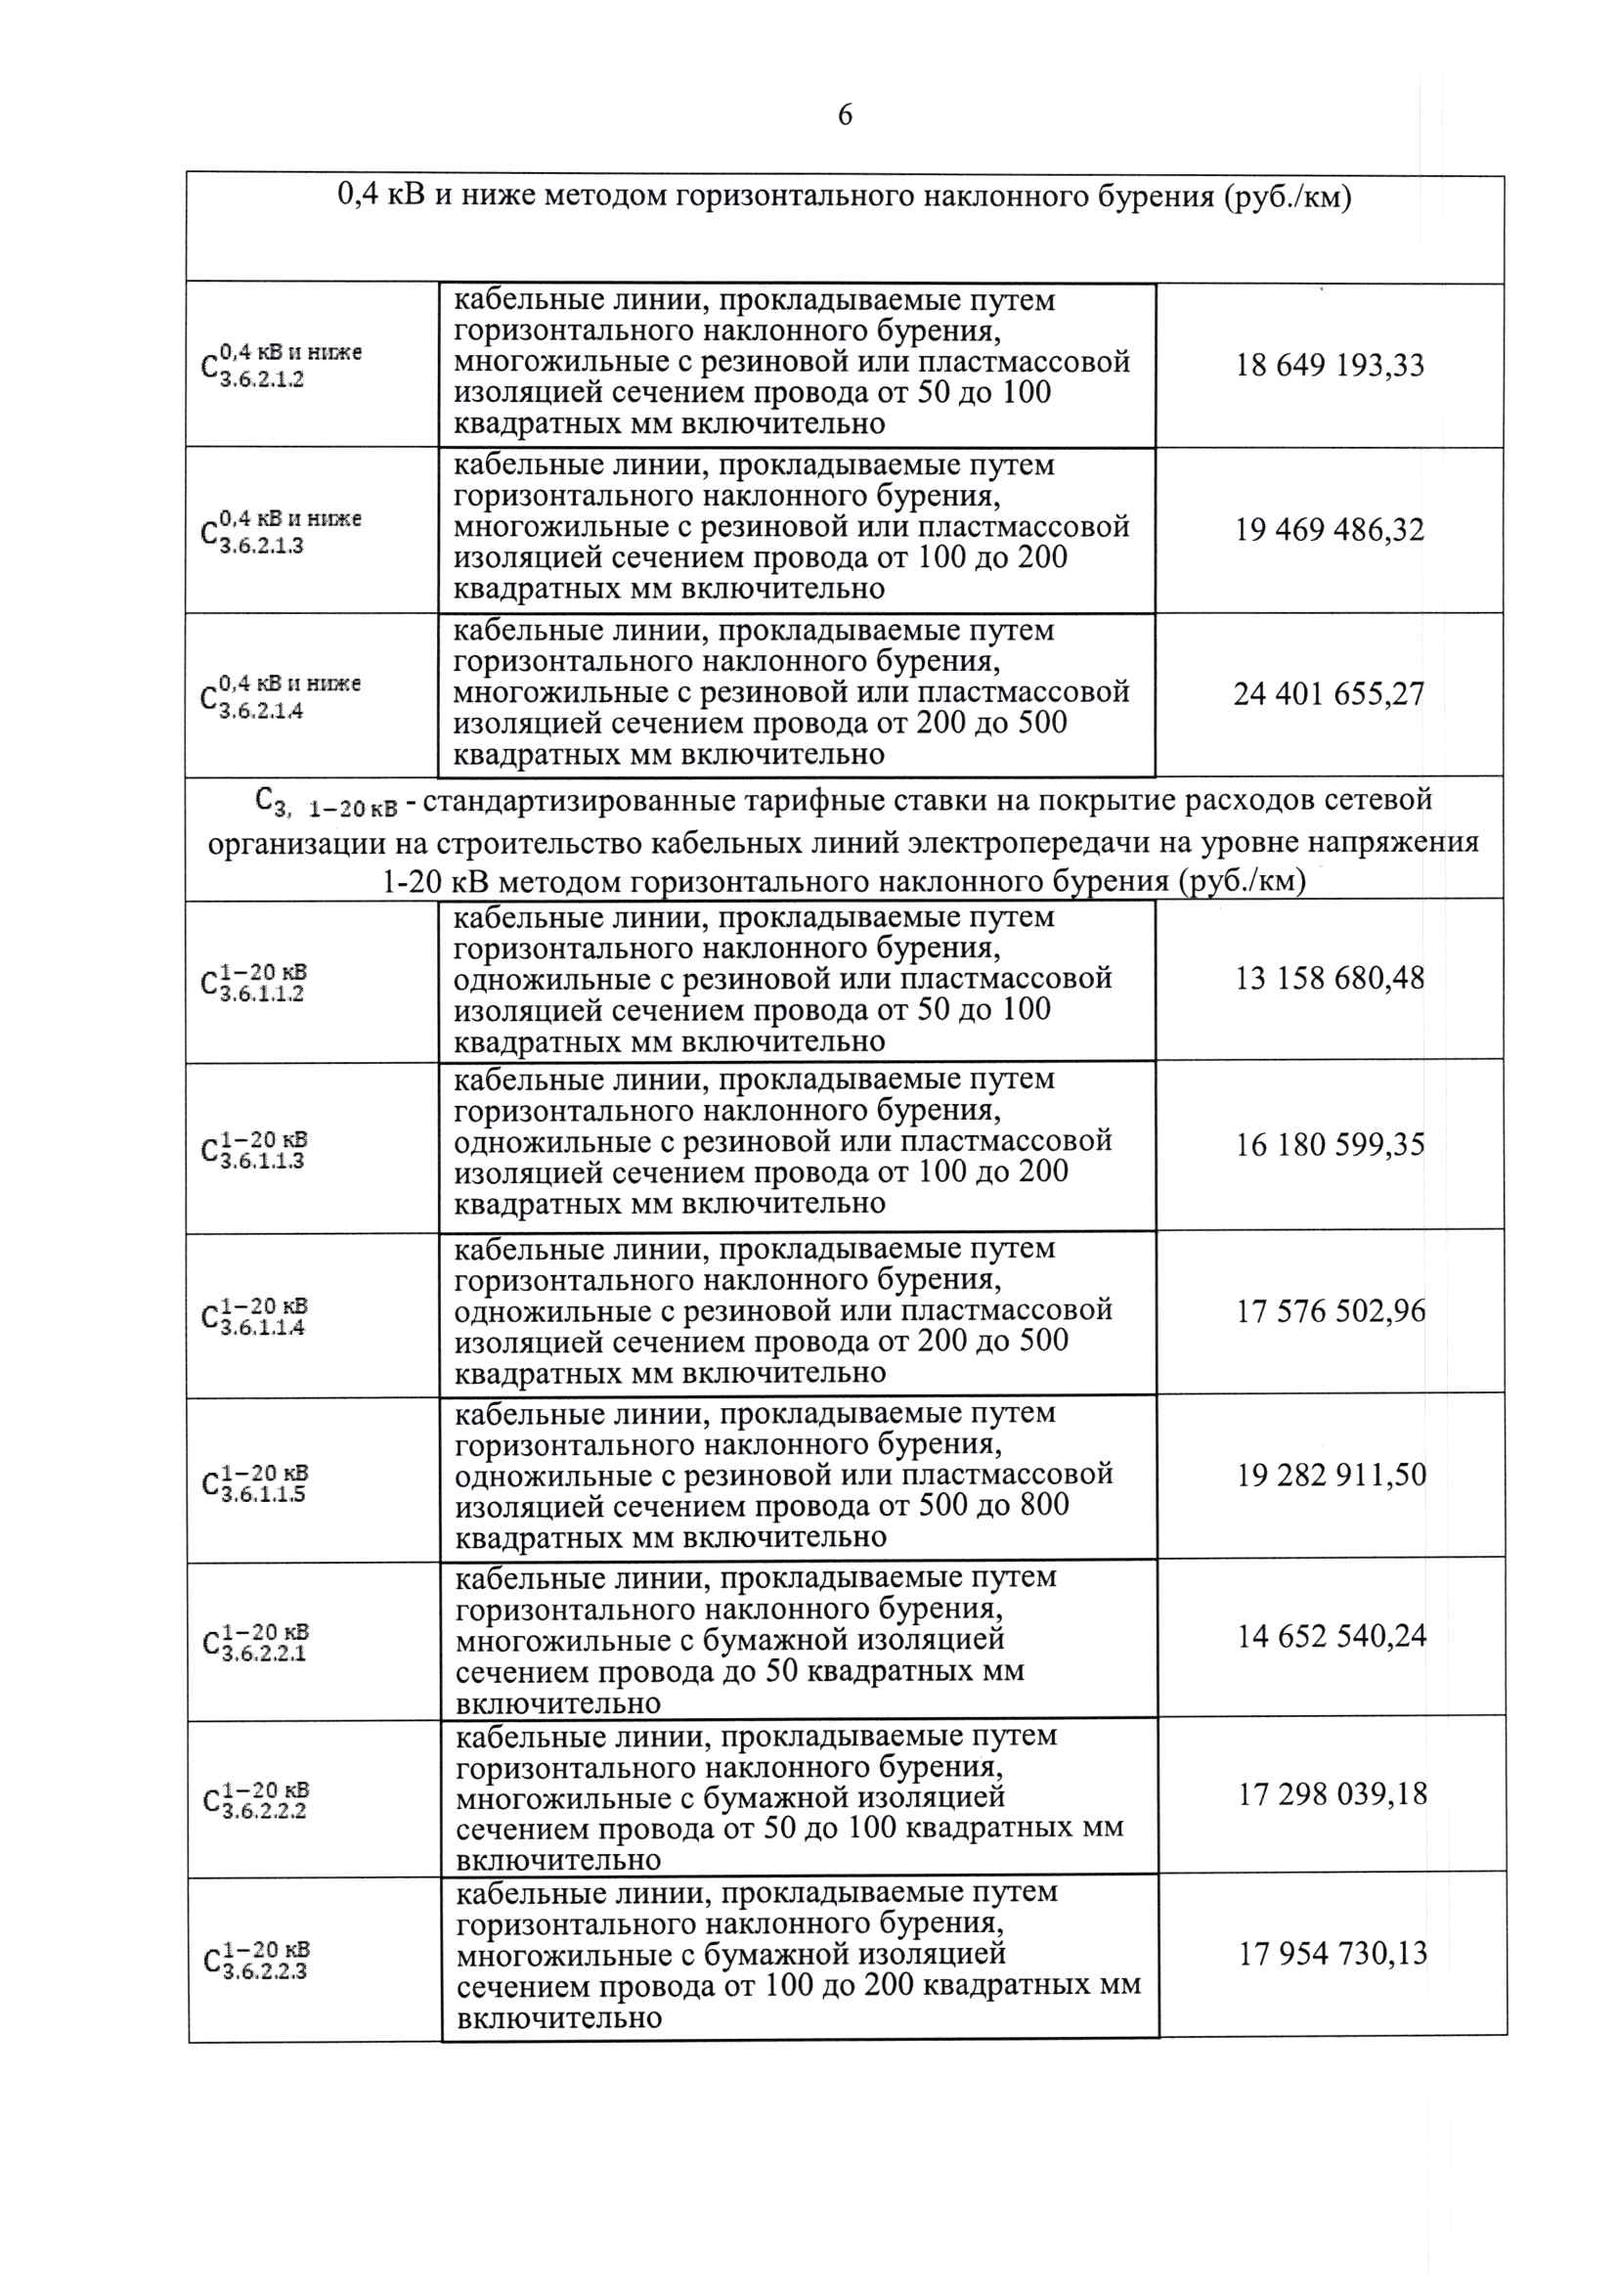 6
0,4 кВ и ниже методом горизонтального наклонного бурения (руб./км)
С 0,4 кВ и ниже 3.6.2.1.2
кабельные линии, прокладываемые путем
горизонтального наклонного бурения,
многожильные с резиновой или пластмассовой
изоляцией сечением провода от 50 до 100
квадратных мм включительно
18 649 193,33
С 0,4 кВ и ниже 3.6.2.1.3
кабельные линии, прокладываемые путем
горизонтального наклонного бурения,
многожильные с резиновой или пластмассовой
изоляцией сечением провода от 100 до 200
квадратных мм включительно
19 469 486,32
С 0,4 кВ и ниже 3.6.2.1.4
кабельные линии, прокладываемые путем
горизонтального наклонного бурения,
многожильные с резиновой или пластмассовой
изоляцией сечением провода от 200 до 500
квадратных мм включительно
24 401 655,27
С3, 1–20 кВ - стандартизированные тарифные ставки на покрытие расходов сетевой
организации на строительство кабельных линий электропередачи на уровне напряжения
1-20 кВ методом горизонтального наклонного бурения (руб./км)
С 1–20 кВ 3.6.1.1.2
кабельные линии, прокладываемые путем
горизонтального наклонного бурения,
одножильные с резиновой или пластмассовой
изоляцией сечением провода от 50 до 100
квадратных мм включительно
13 158 680,48
С 1–20 кВ 3.6.1.1.3
кабельные линии, прокладываемые путем
горизонтального наклонного бурения,
одножильные с резиновой или пластмассовой
изоляцией сечением провода от 100 до 200
квадратных мм включительно
16 180 599,35
С 1–20 кВ 3.6.1.1.4
кабельные линии, прокладываемые путем
горизонтального наклонного бурения,
одножильные с резиновой или пластмассовой
изоляцией сечением провода от 200 до 500
квадратных мм включительно
17 576 502,96
С 1–20 кВ 3.6.1.1.5
кабельные линии, прокладываемые путем
горизонтального наклонного бурения,
одножильные с резиновой или пластмассовой
изоляцией сечением провода от 500 до 800
квадратных мм включительно
19 282 911,50
С 1–20 кВ 3.6.2.2.1
кабельные линии, прокладываемые путем
горизонтального наклонного бурения,
многожильные с бумажной изоляцией
сечением провода до 50 квадратных мм
включительно
14 652 540,24
С 1–20 кВ 3.6.2.2.2
кабельные линии, прокладываемые путем
горизонтального наклонного бурения,
многожильные с бумажной изоляцией
сечением провода от 50 до 100 квадратных мм
включительно
17 298 039,18
С 1–20 кВ 3.6.2.2.3
кабельные линии, прокладываемые путем
горизонтального наклонного бурения,
многожильные с бумажной изоляцией
сечением провода от 100 до 200 квадратных мм
включительно
17 954 730,13